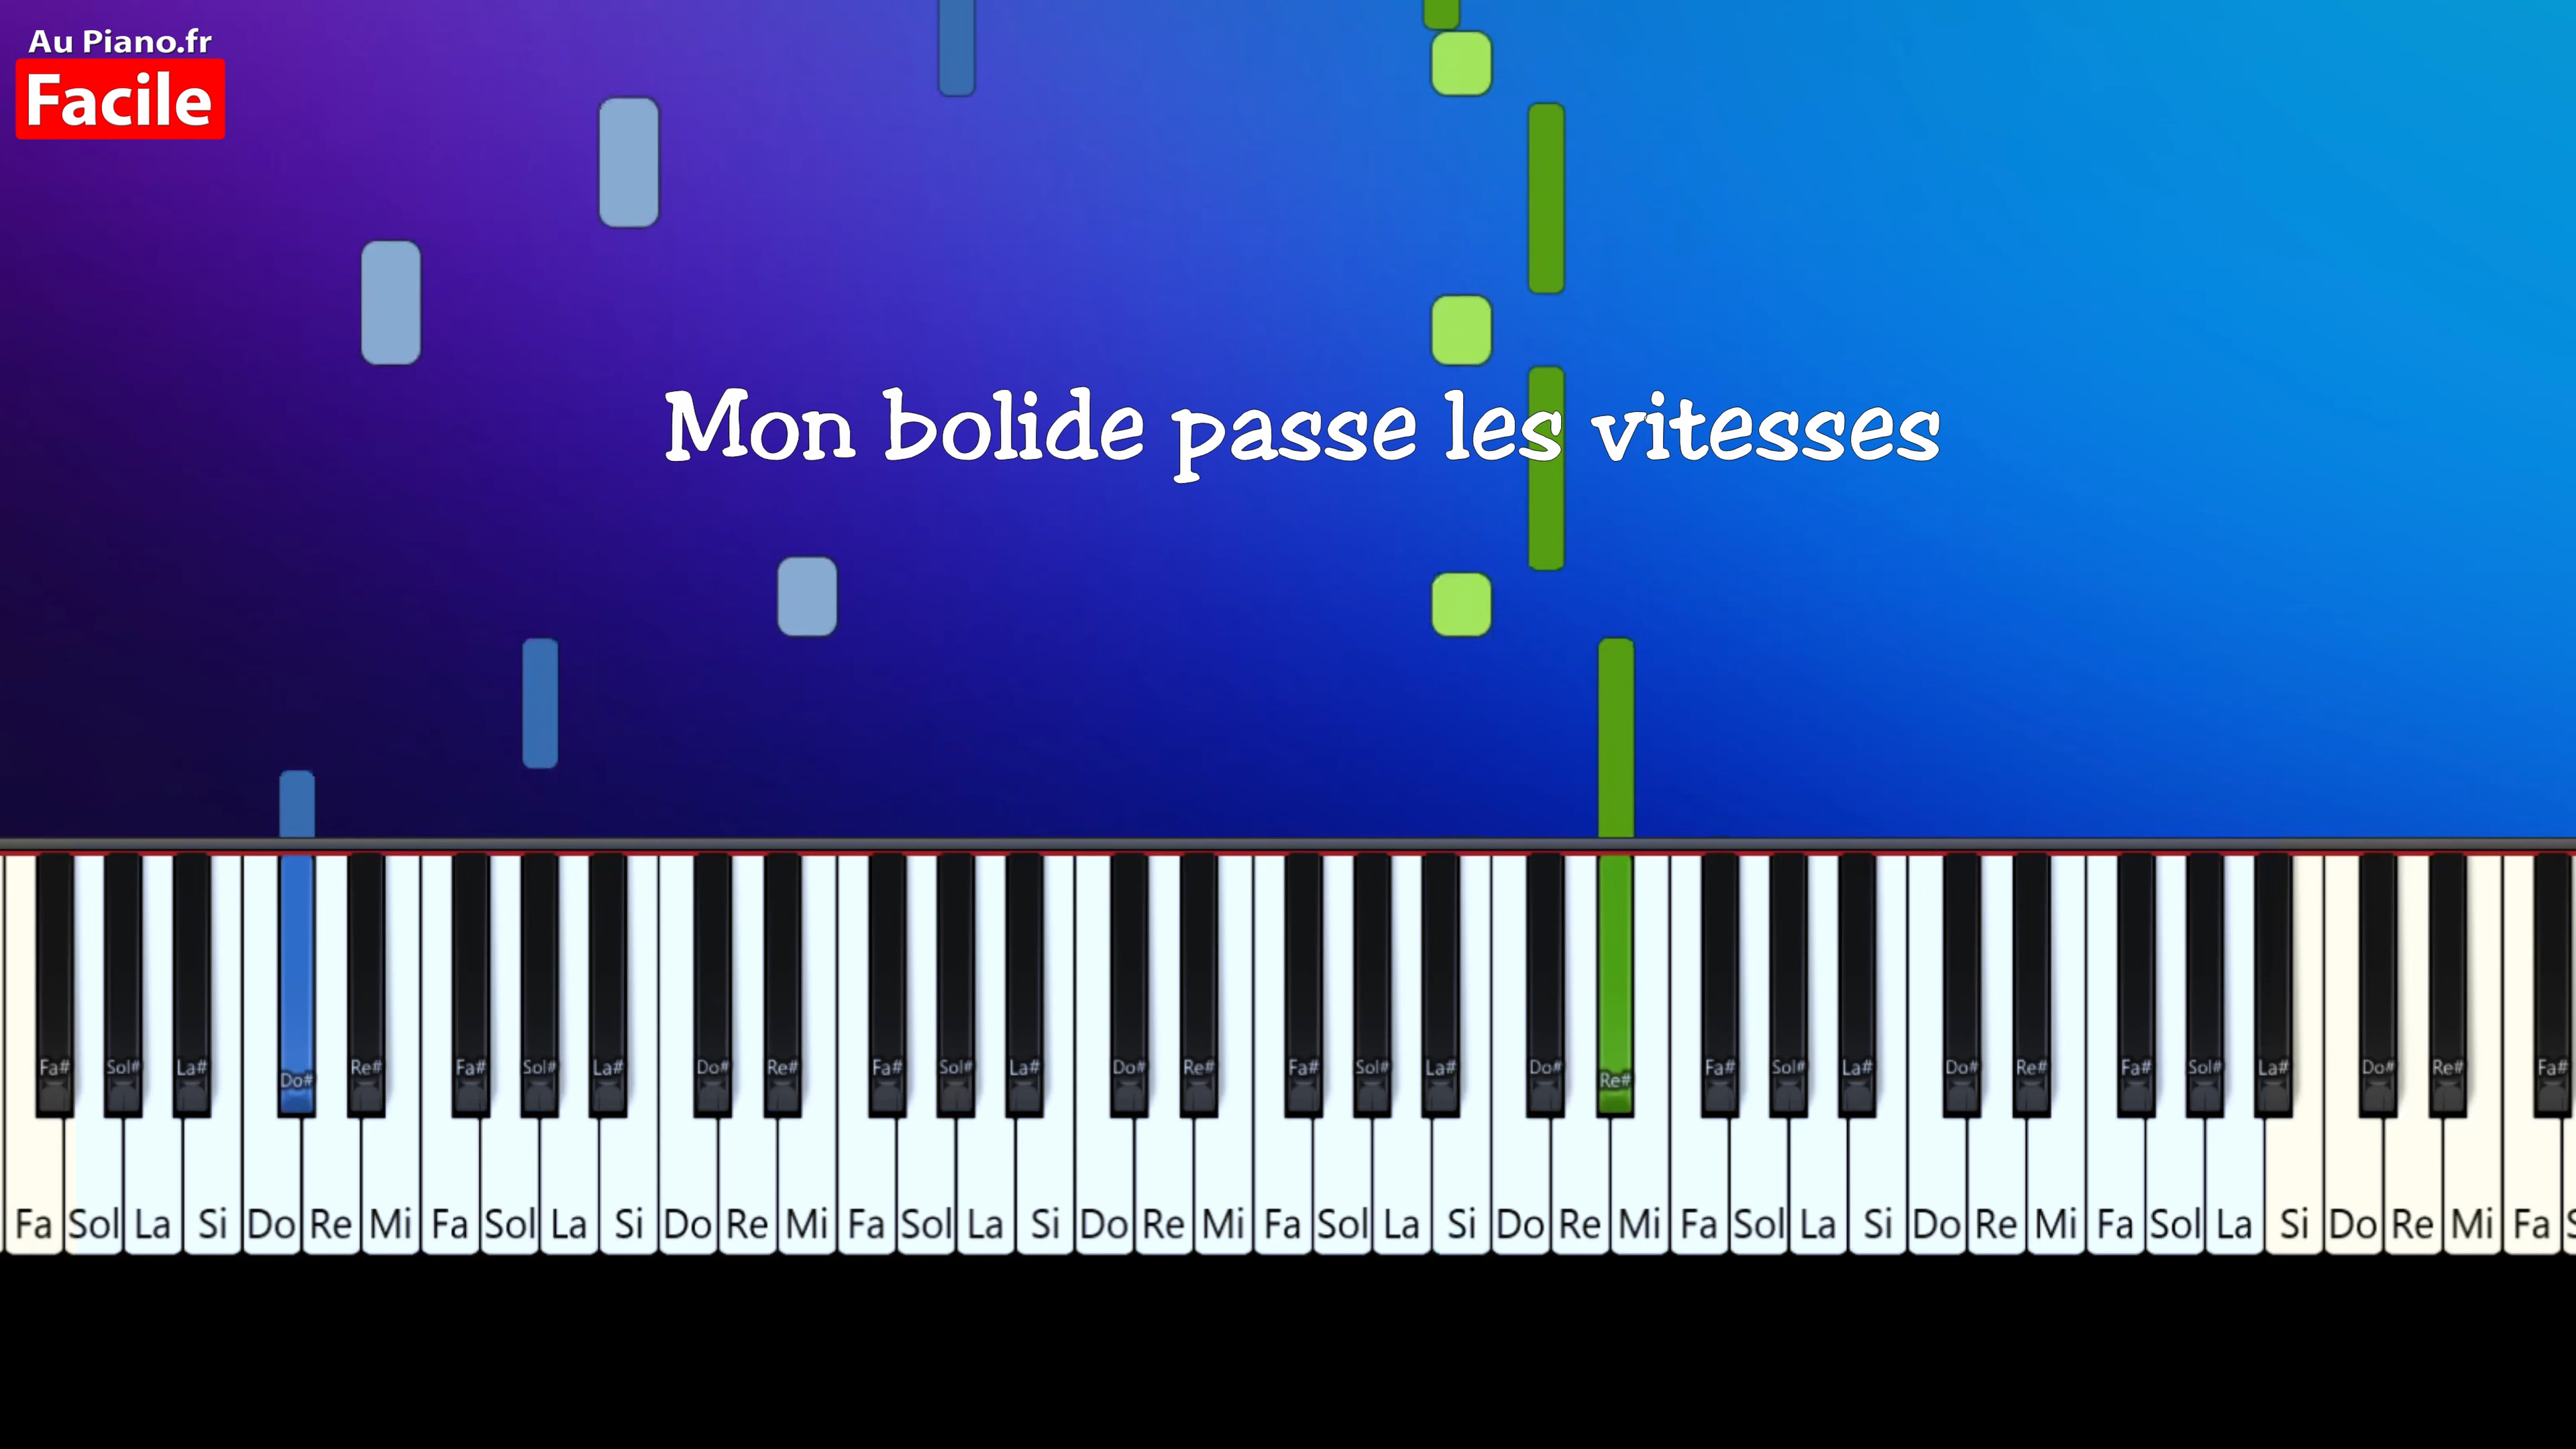 Au Piano.fr
Facile
Mon bolide passe les vitesses
Fa# Sol# La# Do# Re# Fa# Sol# La# Do# Re# Fa# Sol# La# Do# Re# Fa# Sol# La# Do# Re# Fa# Sol# La# Do# Re# Fa# Sol# La# Do# Re# Fa#
Fa Sol La Si Do Re Mi Fa Sol La Si Do Re Mi Fa Sol La Si Do Re Mi Fa Sol La Si Do Re Mi Fa Sol La Si Do Re Mi Fa Sol La Si Do Re Mi Fa S